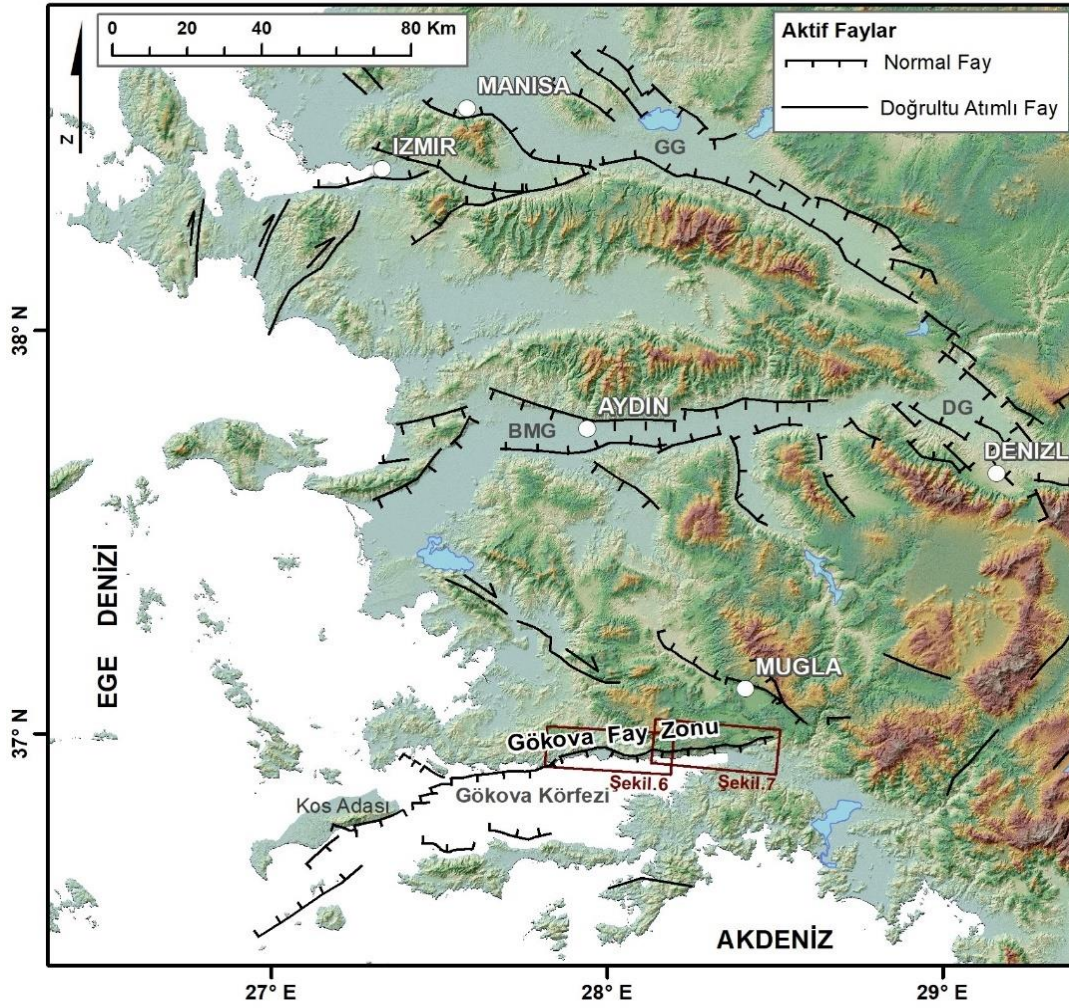 0 20 40 80 Km
Aktif Faylar
Normal Fay
Doğrultu Atımlı Fay
Z
MANISA
IZMIR
GG
38° N
AYDIN
BMG
DG
DENIZL
EGE DENİZİ
MUGLA
37° N
Gökova Fay Zonu
Şekil.6
Şekil.7
Gökova Körfezi
Kos Adası
AKDENİZ
27° E
28° E
29° E